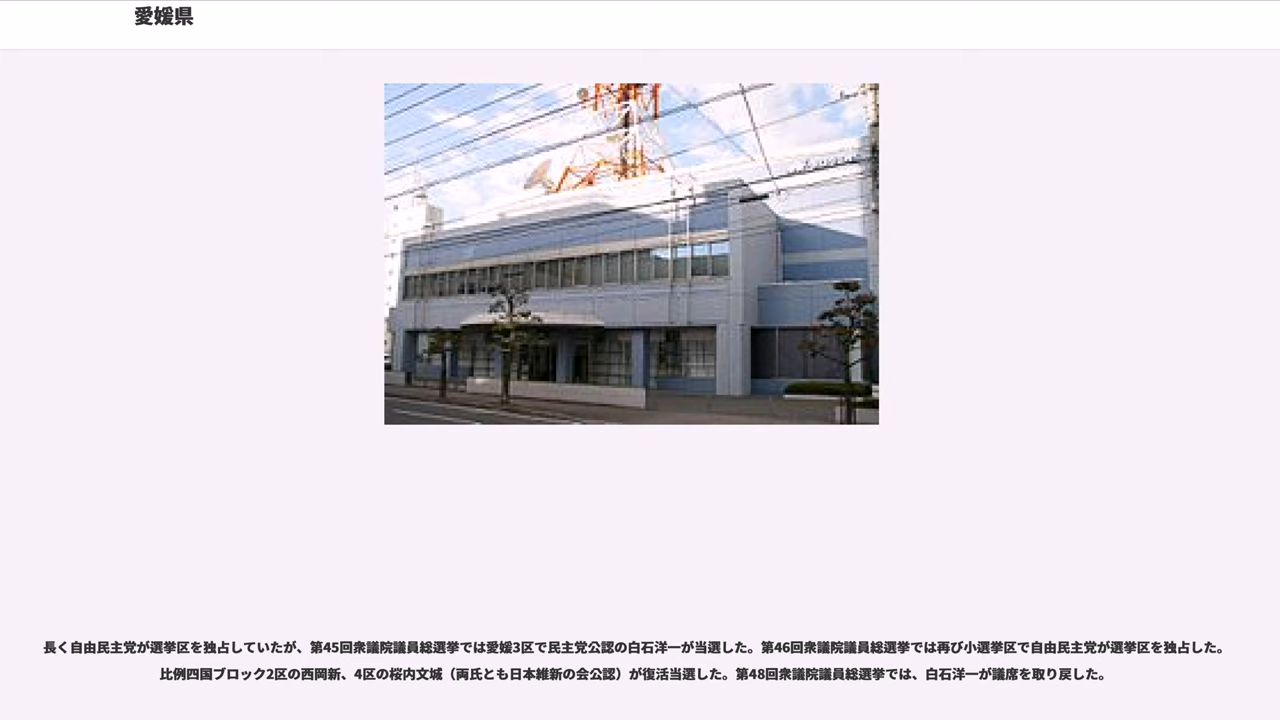 愛媛県
長く自由民主党が選挙区を独占していたが、第45回衆議院議員総選挙では愛媛3区で民主党公認の白石洋一が当選した。第46回衆議院議員総選挙では再び小選挙区で自由民主党が選挙区を独占した。
比例四国ブロック2区の西岡新、4区の桜内文城（両氏とも日本維新の会公認）が復活当選した。第48回衆議院議員総選挙では、白石洋一が議席を取り戻した。